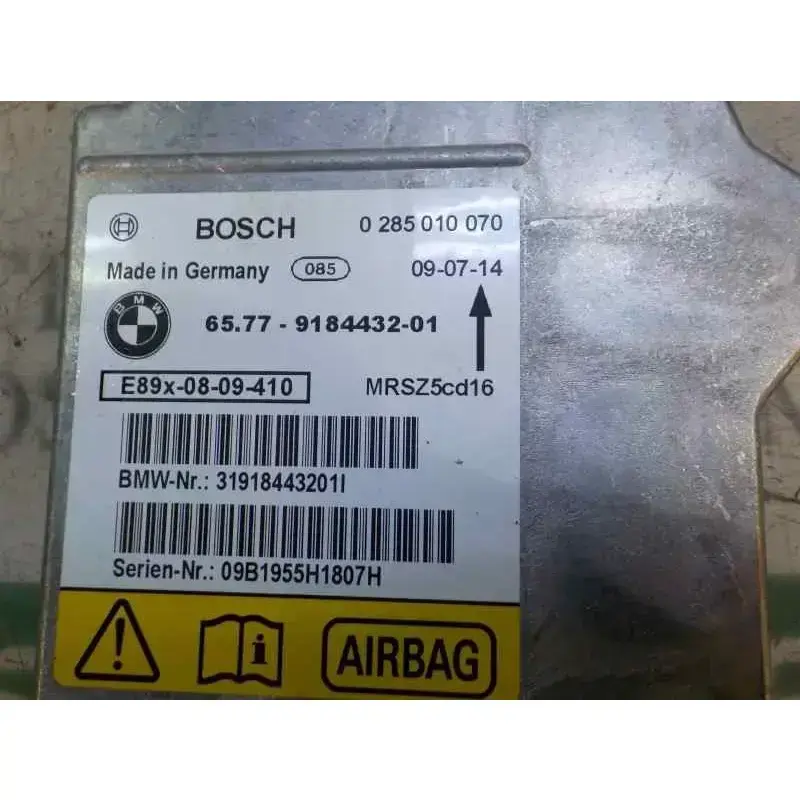 BOSCH 0 285 010 070
Made in Germany 085 09-07-14
BMW
65.77 - 9184432-01
E89x-08-09-410 MRSZ5cd16
BMW-Nr.: 31918443201I
Serien-Nr.: 09B1955H1807H
! i AIRBAG